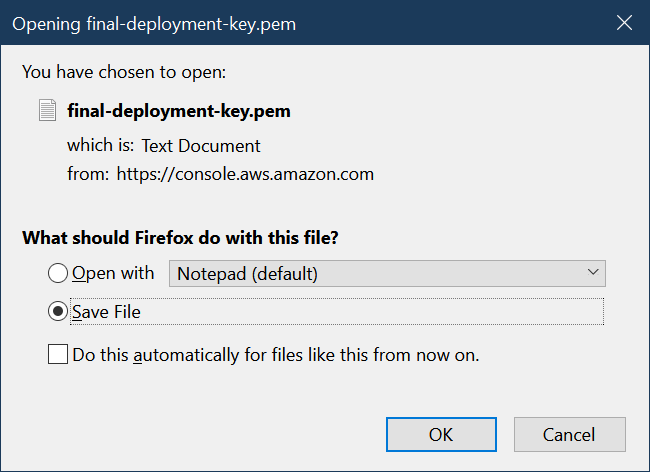 Opening final-deployment-key.pem
You have chosen to open:
final-deployment-key.pem
which is: Text Document
from: https://console.aws.amazon.com
What should Firefox do with this file?
Open with Notepad (default)
Save File
Do this automatically for files like this from now on.
OK Cancel